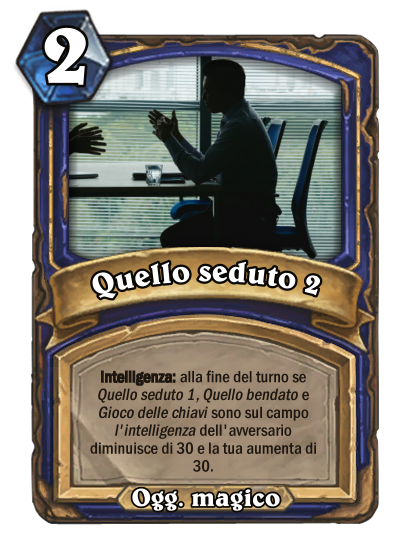 2
Quello seduto 2
Intelligenza: alla fine del turno se
Quello seduto 1, Quello bendato e
Gioco delle chiavi sono sul campo
l'intelligenza dell'avversario
diminuisce di 30 e la tua aumenta di
30.
Ogg. magico